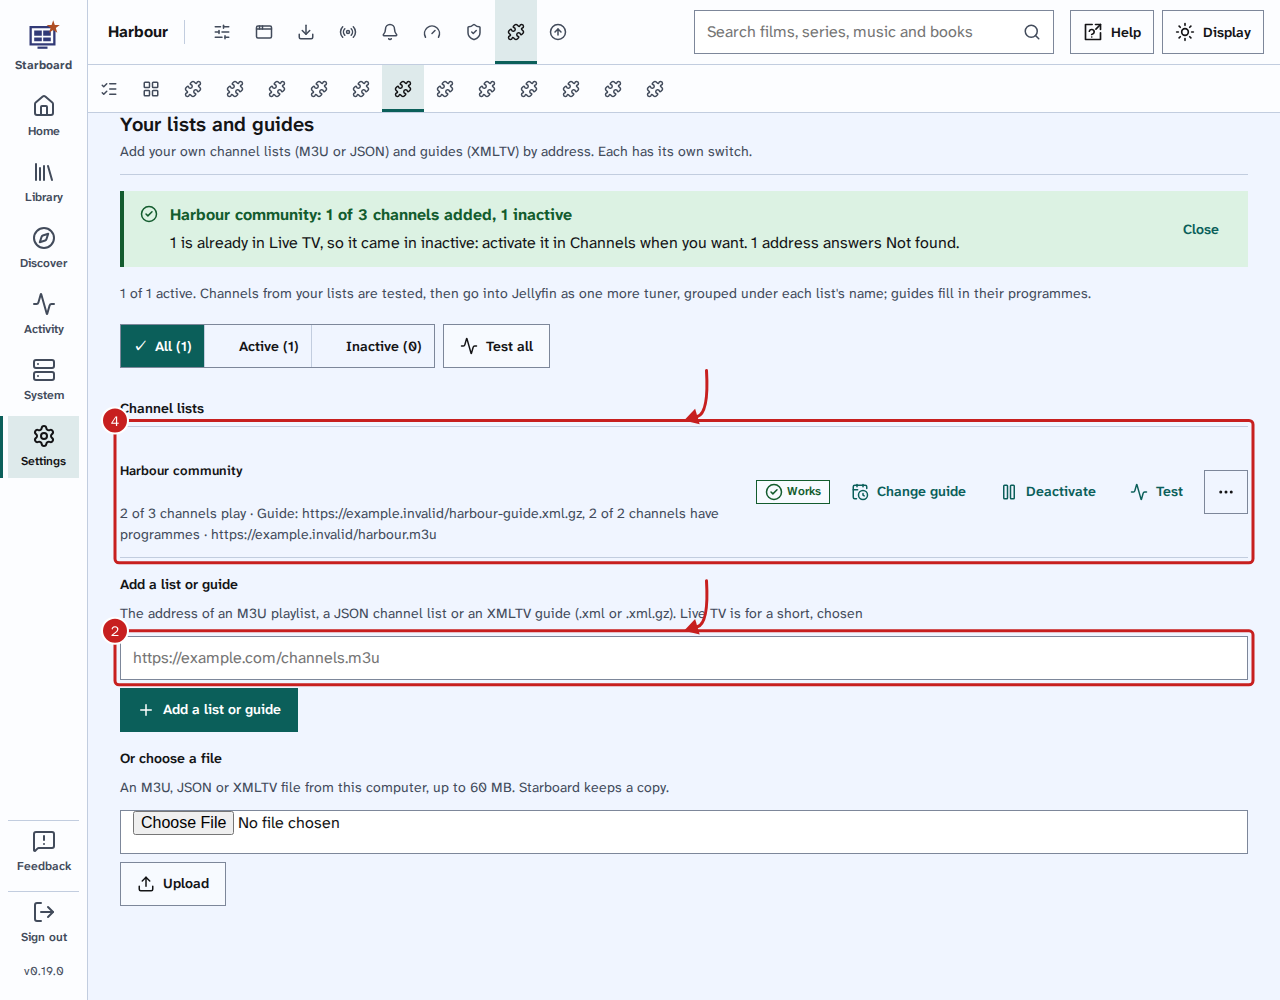 Starboard
Home
Library
Discover
Activity
System
Settings
Feedback
Sign out
v0.19.0
Harbour
Search films, series, music and books
Help
Display
Your lists and guides
Add your own channel lists (M3U or JSON) and guides (XMLTV) by address. Each has its own switch.
Harbour community: 1 of 3 channels added, 1 inactive
1 is already in Live TV, so it came in inactive: activate it in Channels when you want. 1 address answers Not found.
Close
1 of 1 active. Channels from your lists are tested, then go into Jellyfin as one more tuner, grouped under each list's name; guides fill in their programmes.
✓ All (1)
Active (1)
Inactive (0)
Test all
Channel lists
4
Harbour community
Works
Change guide
Deactivate
Test
2 of 3 channels play · Guide: https://example.invalid/harbour-guide.xml.gz, 2 of 2 channels have
programmes · https://example.invalid/harbour.m3u
Add a list or guide
The address of an M3U playlist, a JSON channel list or an XMLTV guide (.xml or .xml.gz). Live TV is for a short, chosen
2
https://example.com/channels.m3u
Add a list or guide
Or choose a file
An M3U, JSON or XMLTV file from this computer, up to 60 MB. Starboard keeps a copy.
Choose File No file chosen
Upload